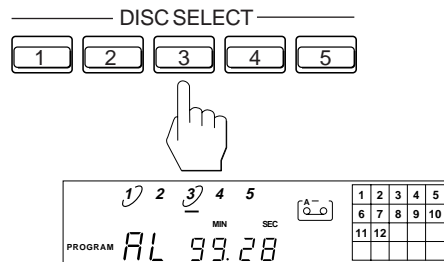 DISC SELECT
1 2 3 4 5
1 2 3 4 5
A
MIN SEC
PROGRAM AL 99.28
1 2 3 4 5
6 7 8 9 10
11 12